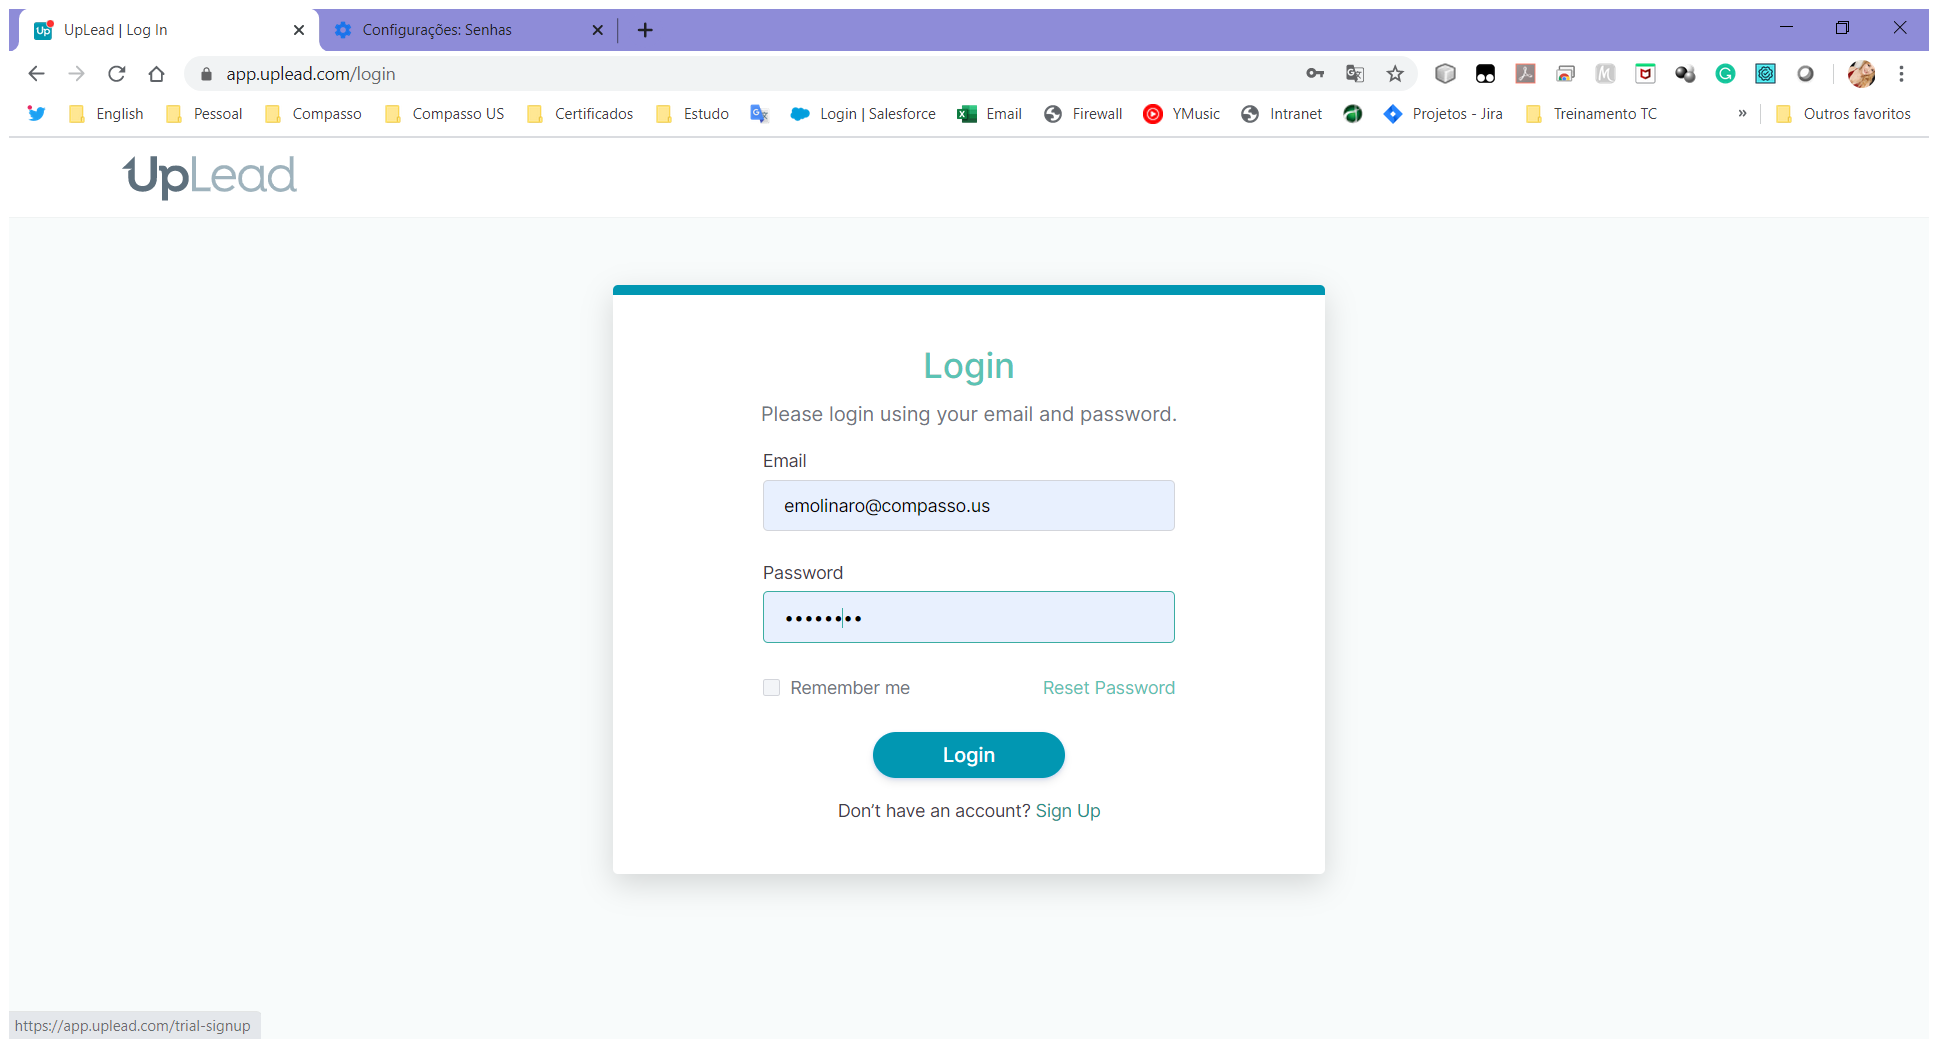 UpLead | Log In
Configurações: Senhas
app.uplead.com/login
English
Pessoal
Compasso
Compasso US
Certificados
Estudo
Login | Salesforce
Email
Firewall
YMusic
Intranet
Projetos - Jira
Treinamento TC
»
Outros favoritos
UpLead
Login
Please login using your email and password.
Email
emolinaro@compasso.us
Password
••••••••
Remember me
Reset Password
Login
Don't have an account? Sign Up
https://app.uplead.com/trial-signup